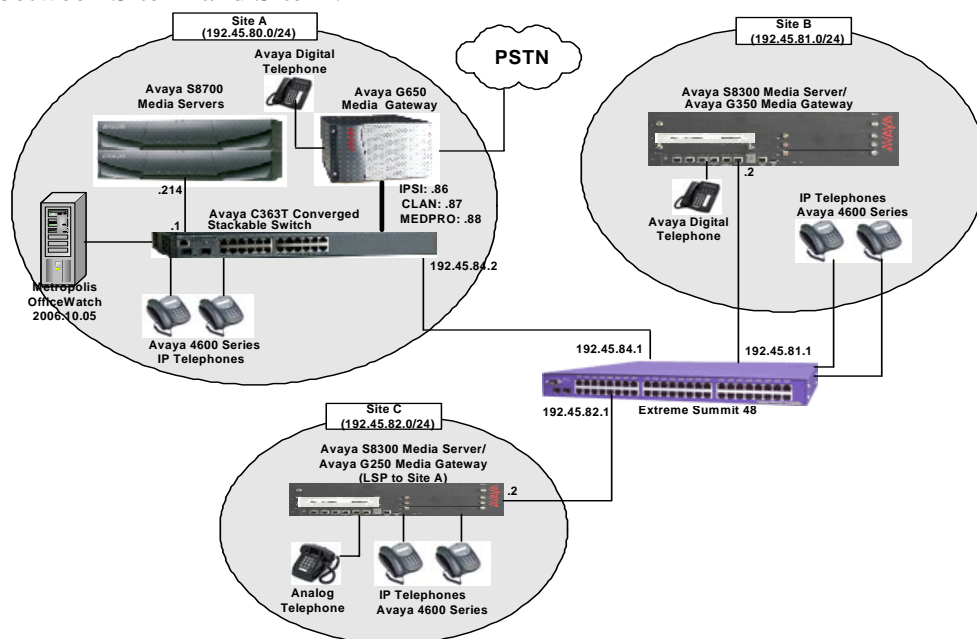 Site A
(192.45.80.0/24)
Avaya Digital
Telephone
PSTN
Site B
(192.45.81.0/24)
Avaya S8700
Media Servers
Avaya G650
Media Gateway
Avaya S8300 Media Server/
Avaya G350 Media Gateway
AVAYA
.214
IPSI: .86
CLAN: .87
MEDPRO: .88
.2
Avaya Digital
Telephone
IP Telephones
Avaya 4600 Series
.1
Avaya C363T Converged
Stackable Switch
192.45.84.2
Metropolis
OfficeWatch
2006.10.05
Avaya 4600 Series
IP Telephones
192.45.84.1
192.45.81.1
192.45.82.1
Extreme Summit 48
Site C
(192.45.82.0/24)
Avaya S8300 Media Server/
Avaya G250 Media Gateway
(LSP to Site A)
.2
AVAYA
Analog
Telephone
IP Telephones
Avaya 4600 Series